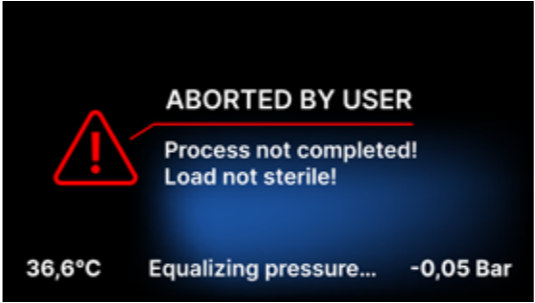 ABORTED BY USER
Process not completed!
Load not sterile!
36,6°C Equalizing pressure... -0,05 Bar